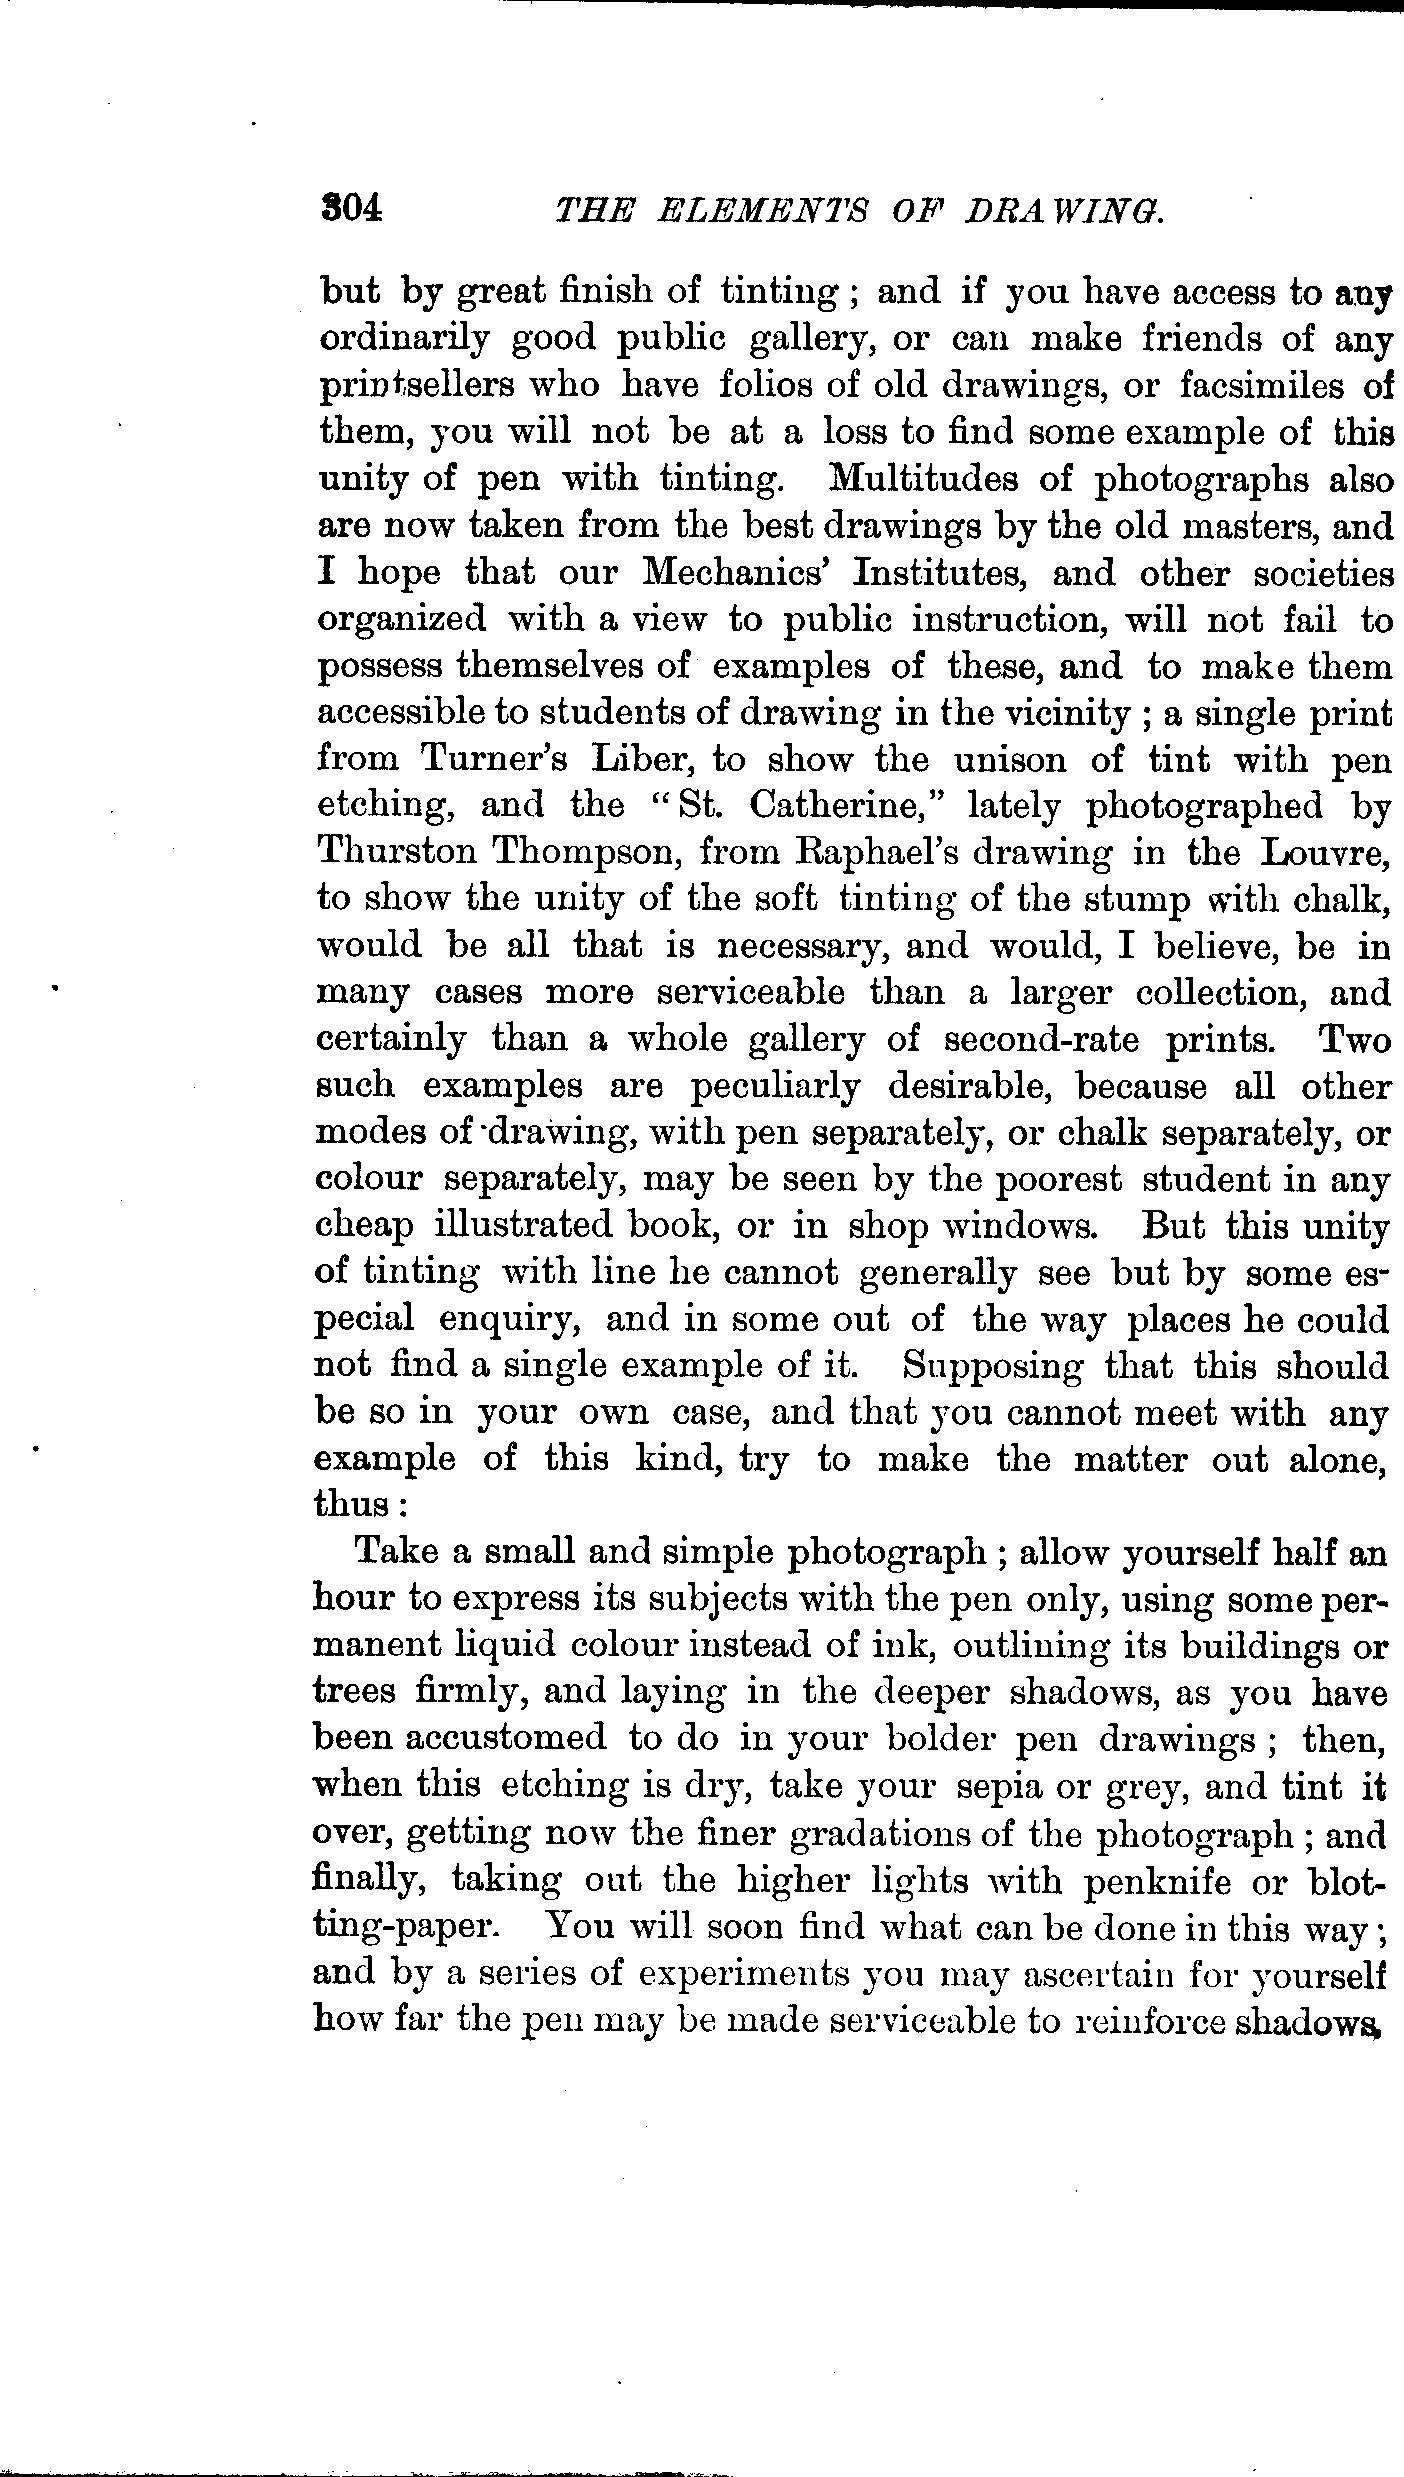 304 THE ELEMENTS OF DRAWING.
but by great finish of tinting; and if you have access to any
ordinarily good public gallery, or can make friends of any
printsellers who have folios of old drawings, or facsimiles of
them, you will not be at a loss to find some example of this
unity of pen with tinting. Multitudes of photographs also
are now taken from the best drawings by the old masters, and
I hope that our Mechanics' Institutes, and other societies
organized with a view to public instruction, will not fail to
possess themselves of examples of these, and to make them
accessible to students of drawing in the vicinity; a single print
from Turner's Liber, to show the unison of tint with pen
etching, and the "St. Catherine," lately photographed by
Thurston Thompson, from Raphael's drawing in the Louvre,
to show the unity of the soft tinting of the stump with chalk,
would be all that is necessary, and would, I believe, be in
many cases more serviceable than a larger collection, and
certainly than a whole gallery of second-rate prints. Two
such examples are peculiarly desirable, because all other
modes of drawing, with pen separately, or chalk separately, or
colour separately, may be seen by the poorest student in any
cheap illustrated book, or in shop windows. But this unity
of tinting with line he cannot generally see but by some es-
pecial enquiry, and in some out of the way places he could
not find a single example of it. Supposing that this should
be so in your own case, and that you cannot meet with any
example of this kind, try to make the matter out alone,
thus:
Take a small and simple photograph; allow yourself half an
hour to express its subjects with the pen only, using some per-
manent liquid colour instead of ink, outlining its buildings or
trees firmly, and laying in the deeper shadows, as you have
been accustomed to do in your bolder pen drawings; then,
when this etching is dry, take your sepia or grey, and tint it
over, getting now the finer gradations of the photograph; and
finally, taking out the higher lights with penknife or blot-
ting-paper. You will soon find what can be done in this way;
and by a series of experiments you may ascertain for yourself
how far the pen may be made serviceable to reinforce shadows,